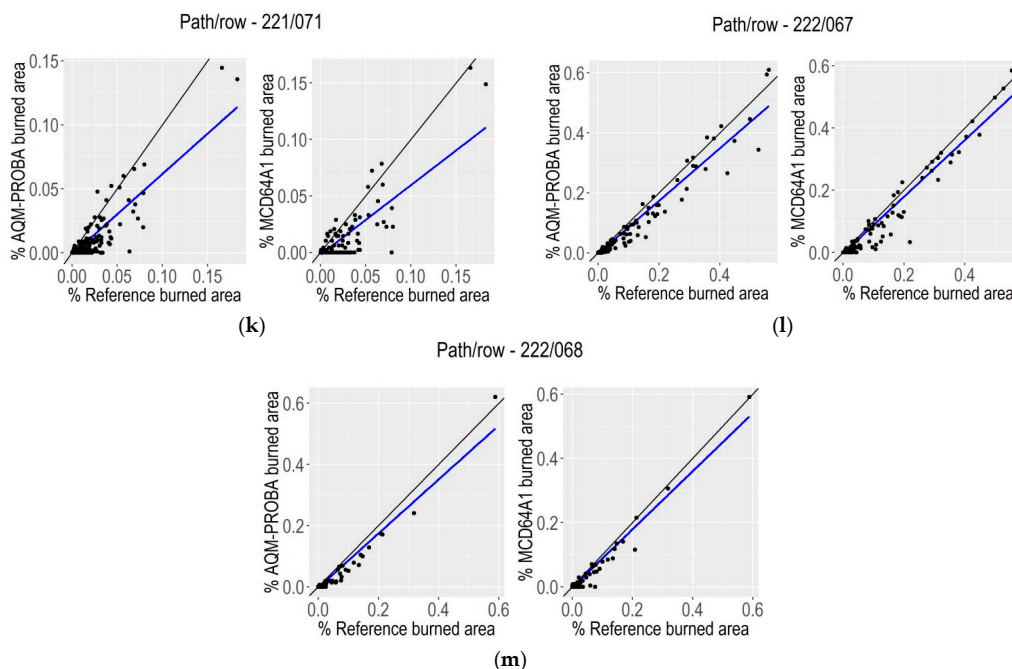 Path/row - 221/071
% AQM-PROBA burned area
0.15
0.10
0.05
0.00
0.00 0.05 0.10 0.15
% Reference burned area
% MCD64A1 burned area
0.15
0.10
0.05
0.00
0.00 0.05 0.10 0.15
% Reference burned area
(k)
Path/row - 222/067
% AQM-PROBA burned area
0.6
0.4
0.2
0.0
0.0 0.2 0.4
% Reference burned area
% MCD64A1 burned area
0.6
0.4
0.2
0.0
0.0 0.2 0.4
% Reference burned area
(l)
Path/row - 222/068
% AQM-PROBA burned area
0.6
0.4
0.2
0.0
0.0 0.2 0.4 0.6
% Reference burned area
% MCD64A1 burned area
0.6
0.4
0.2
0.0
0.0 0.2 0.4 0.6
% Reference burned area
(m)